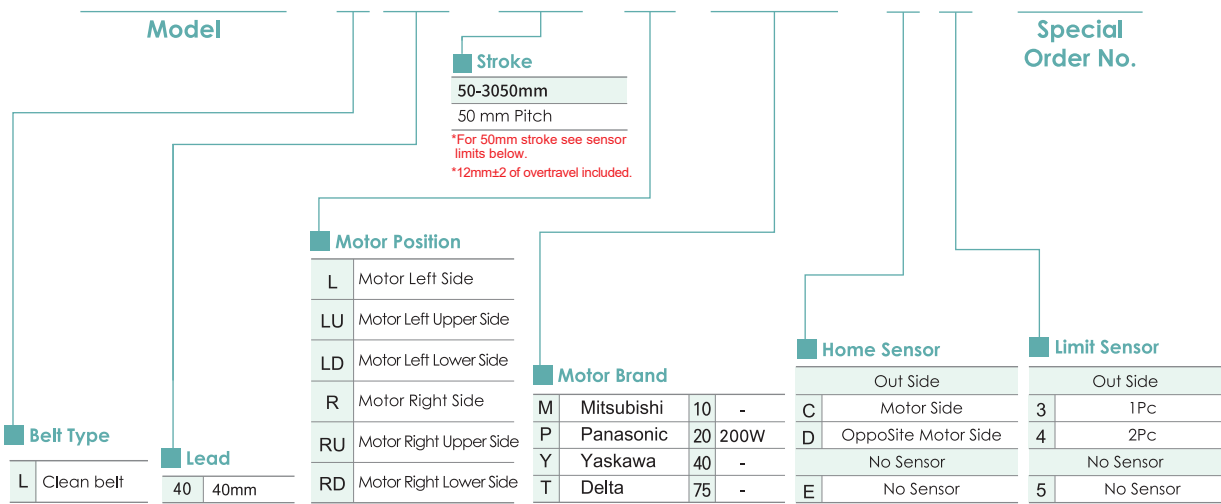 Model
Special
Order No.
Stroke
50-3050mm
50 mm Pitch
*For 50mm stroke see sensor
limits below.
*12mm±2 of overtravel included.
Motor Position
L Motor Left Side
LU Motor Left Upper Side
LD Motor Left Lower Side
R Motor Right Side
RU Motor Right Upper Side
RD Motor Right Lower Side
Belt Type
L Clean belt
Lead
40 40mm
Motor Brand
M Mitsubishi 10 -
P Panasonic 20 200W
Y Yaskawa 40 -
T Delta 75 -
Home Sensor
Out Side
C Motor Side
D OppoSite Motor Side
No Sensor
E No Sensor
Limit Sensor
Out Side
3 1Pc
4 2Pc
No Sensor
5 No Sensor